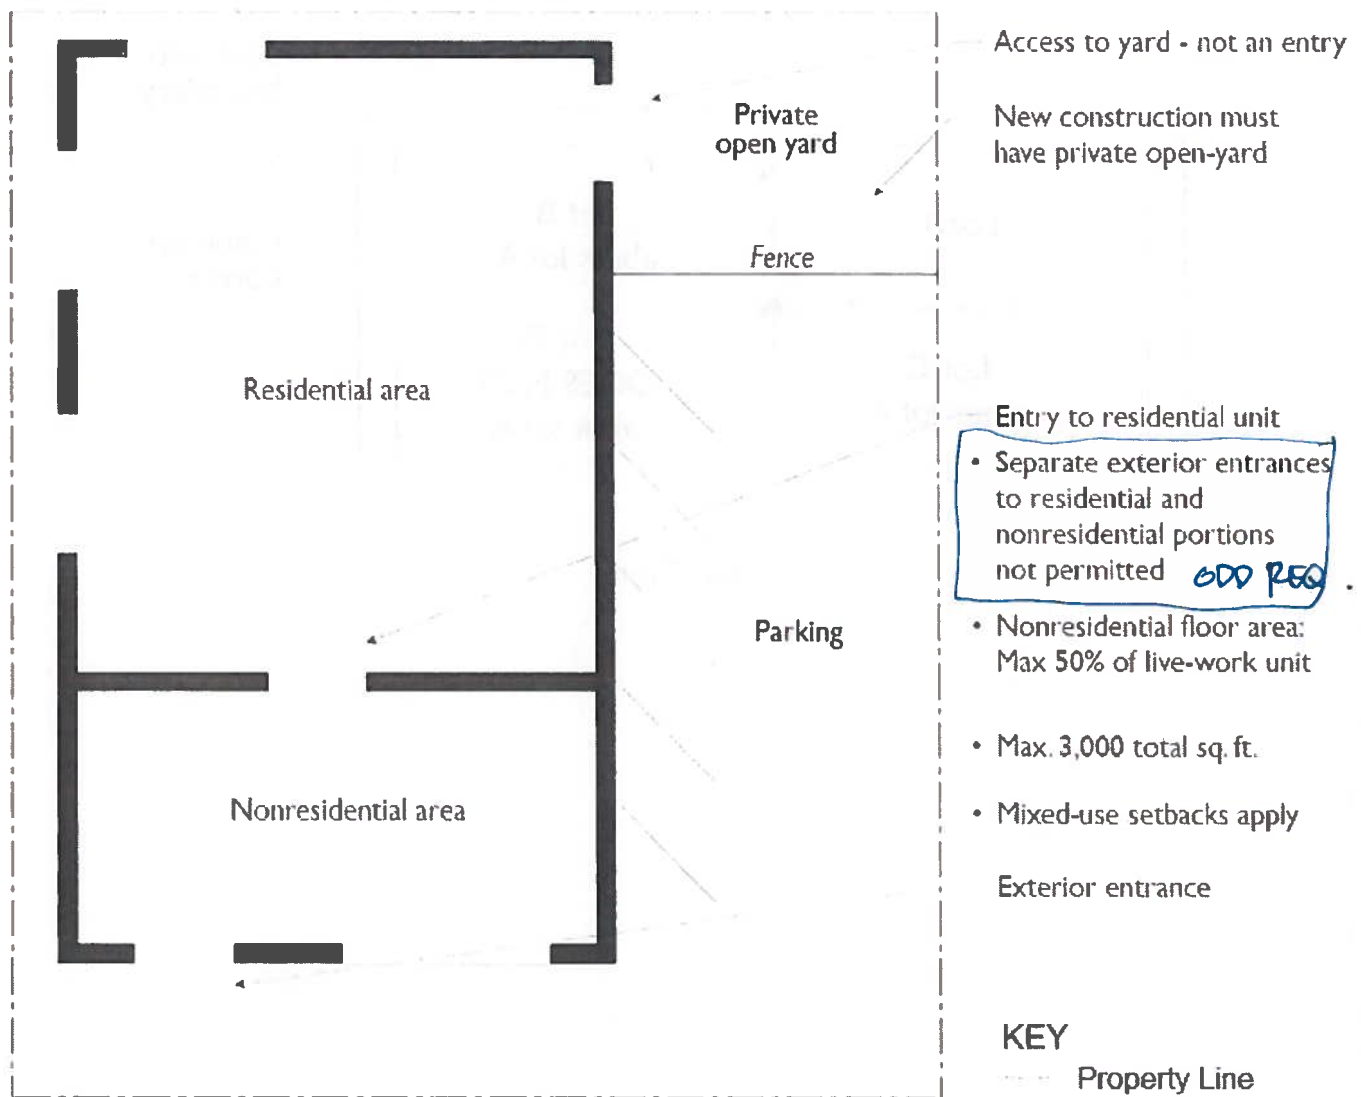 Access to yard - not an entry
Private
open yard
New construction must
have private open-yard
Fence
Residential area
Entry to residential unit
• Separate exterior entrances
to residential and
nonresidential portions
not permitted ODD REQ.
Parking
• Nonresidential floor area:
Max 50% of live-work unit
• Max. 3,000 total sq. ft.
Nonresidential area
• Mixed-use setbacks apply
Exterior entrance
KEY
Property Line